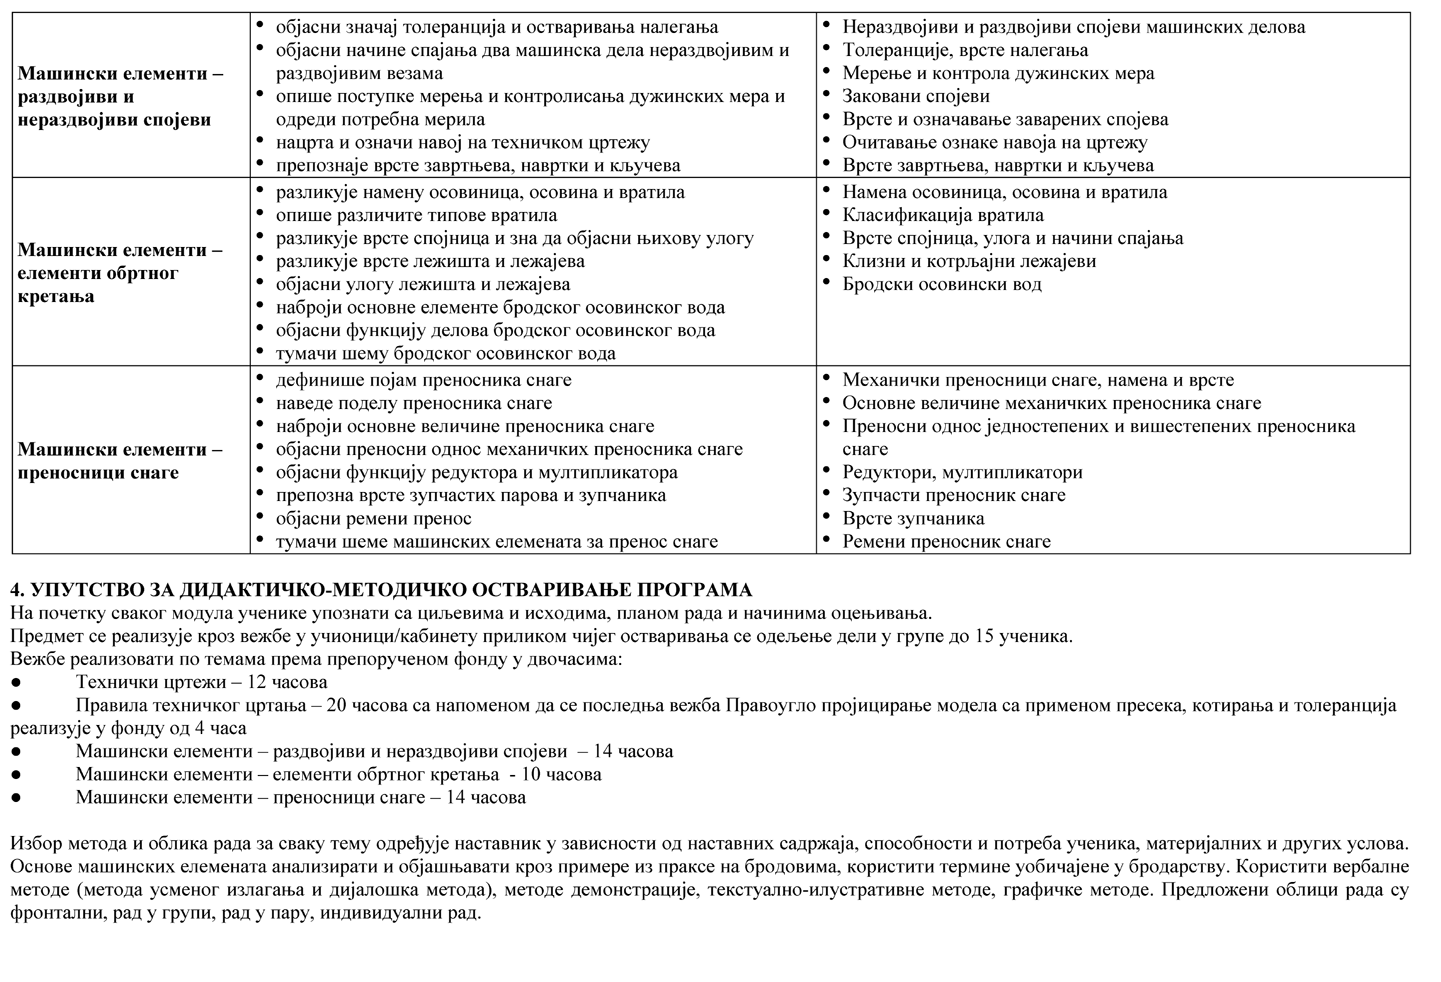 Машински елементи –
раздвојиви и
нераздвојиви спојеви
• објасни значај толеранција и остваривања налегања
• објасни начине спајања два машинска дела нераздвојивим и
раздвојивим везама
• опише поступке мерења и контролисања дужинских мера и
одреди потребна мерила
• нацрта и означи навој на техничком цртежу
• препознаје врсте завртњева, навртки и кључева
• Нераздвојиви и раздвојиви спојеви машинских делова
• Толеранције, врсте налегања
• Мерење и контрола дужинских мера
• Заковани спојеви
• Врсте и означавање заварених спојева
• Очитавање ознаке навоја на цртежу
• Врсте завртњева, навртки и кључева
Машински елементи –
елементи обртног
кретања
• разликује намену осовиница, осовина и вратила
• опише различите типове вратила
• разликује врсте спојница и зна да објасни њихову улогу
• разликује врсте лежишта и лежајева
• објасни улогу лежишта и лежајева
• наброји основне елементе бродског осовинског вода
• објасни функцију делова бродског осовинског вода
• тумачи шему бродског осовинског вода
• Намена осовиница, осовина и вратила
• Класификација вратила
• Врсте спојница, улога и начини спајања
• Клизни и котрљајни лежајеви
• Бродски осовински вод
Машински елементи –
преносници снаге
• дефинише појам преносника снаге
• наведе поделу преносника снаге
• наброји основне величине преносника снаге
• објасни преносни однос механичких преносника снаге
• објасни функцију редуктора и мултипликатора
• препозна врсте зупчастих парова и зупчаника
• објасни ремени пренос
• тумачи шеме машинских елемената за пренос снаге
• Механички преносници снаге, намена и врсте
• Основне величине механичких преносника снаге
• Преносни однос једностепених и вишестепених преносника
снаге
• Редуктори, мултипликатори
• Зупчасти преносник снаге
• Врсте зупчаника
• Ремени преносник снаге
4. УПУТСТВО ЗА ДИДАКТИЧКО-МЕТОДИЧКО ОСТВАРИВАЊЕ ПРОГРАМА
На почетку сваког модула ученике упознати са циљевима и исходима, планом рада и начинима оцењивања.
Предмет се реализује кроз вежбе у учионици/кабинету приликом чијег остваривања се одељење дели у групе до 15 ученика.
Вежбе реализовати по темама према препорученом фонду у двочасима:
● Технички цртежи – 12 часова
● Правила техничког цртања – 20 часова са напоменом да се последња вежба Правоугло пројицирање модела са применом пресека, котирања и толеранција
реализује у фонду од 4 часа
● Машински елементи – раздвојиви и нераздвојиви спојеви – 14 часова
● Машински елементи – елементи обртног кретања - 10 часова
● Машински елементи – преносници снаге – 14 часова
Избор метода и облика рада за сваку тему одређује наставник у зависности од наставних садржаја, способности и потреба ученика, материјалних и других услова.
Основе машинских елемената анализирати и објашњавати кроз примере из праксе на бродовима, користити термине уобичајене у бродарству. Користити вербалне
методе (метода усменог излагања и дијалошка метода), методе демонстрације, текстуално-илустративне методе, графичке методе. Предложени облици рада су
фронтални, рад у групи, рад у пару, индивидуални рад.